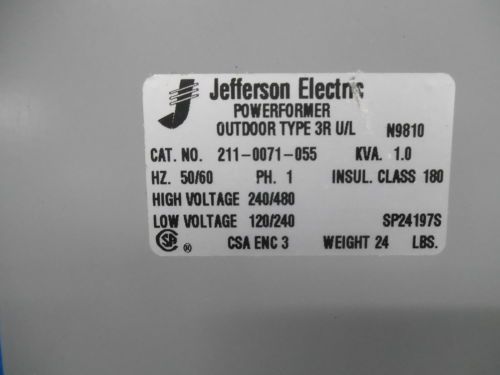 Jefferson Electric
POWERFORMER
OUTDOOR TYPE 3R U/L N9810
CAT. NO. 211-0071-055 KVA. 1.0
HZ. 50/60 PH. 1 INSUL. CLASS 180
HIGH VOLTAGE 240/480
LOW VOLTAGE 120/240 SP24197S
SP ® CSA ENC 3 WEIGHT 24 LBS.